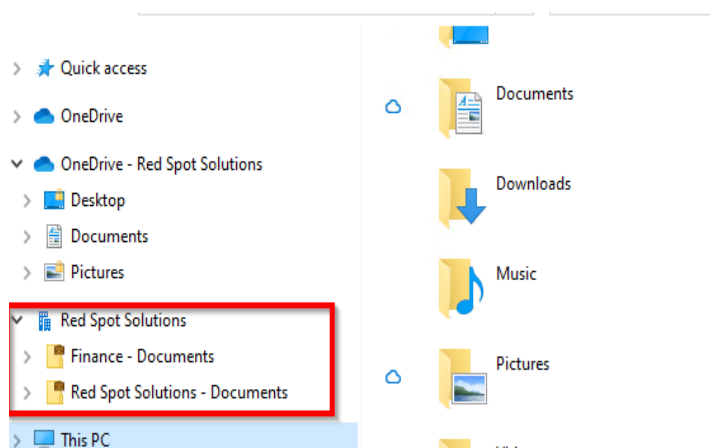 Quick access
OneDrive
OneDrive - Red Spot Solutions
Desktop
Documents
Pictures
Red Spot Solutions
Finance - Documents
Red Spot Solutions - Documents
This PC
Documents
Downloads
Music
Pictures